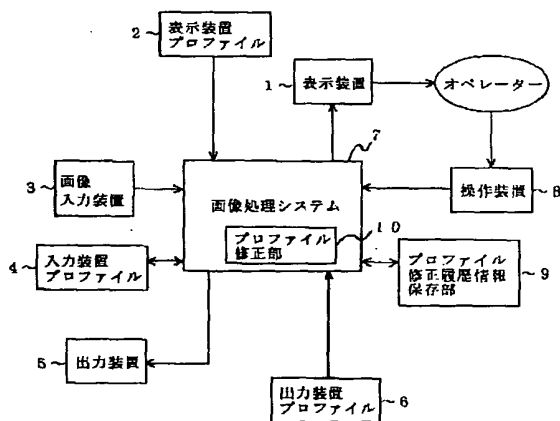 2
表示装置
プロファイル
1
表示装置
オペレーター
7
3
画像
入力装置
画像処理システム
操作装置
8
10
プロファイル
修正部
4
入力装置
プロファイル
プロファイル
修正履歴情報
保存部
9
5
出力装置
出力装置
プロファイル
6